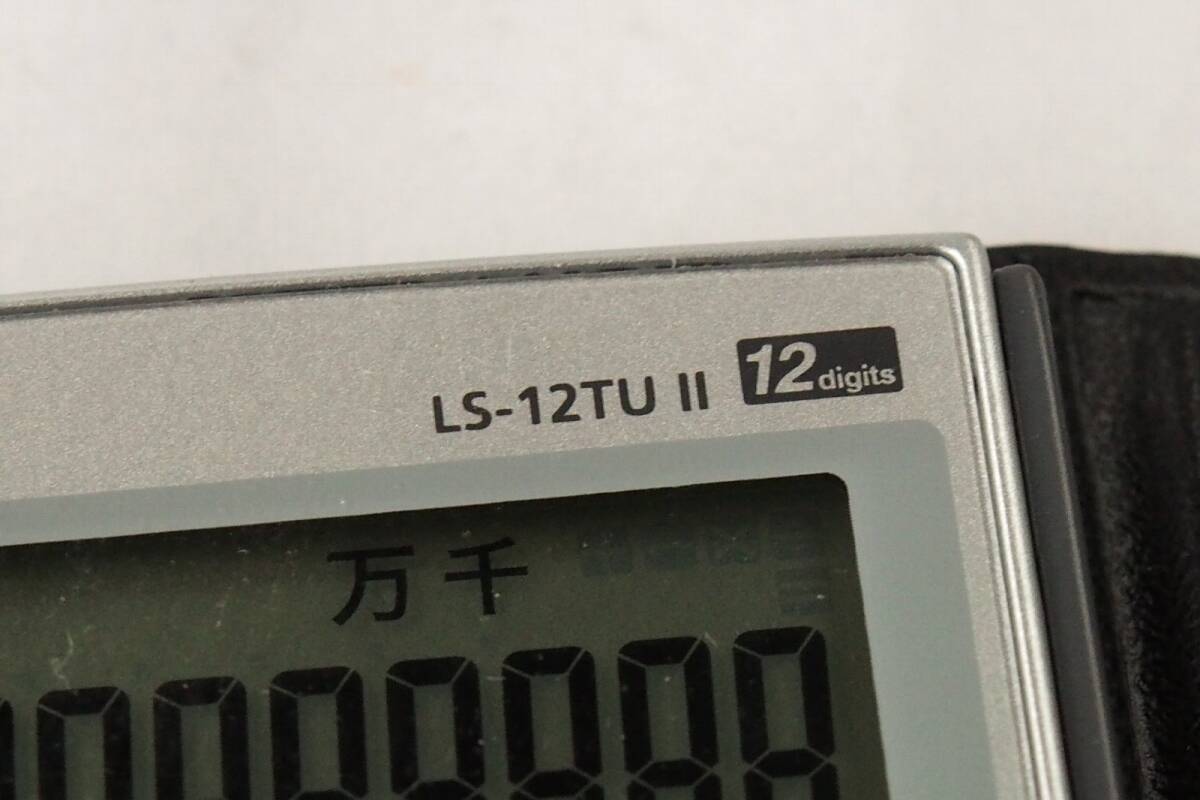 LS-12TU II 12 digits
万千